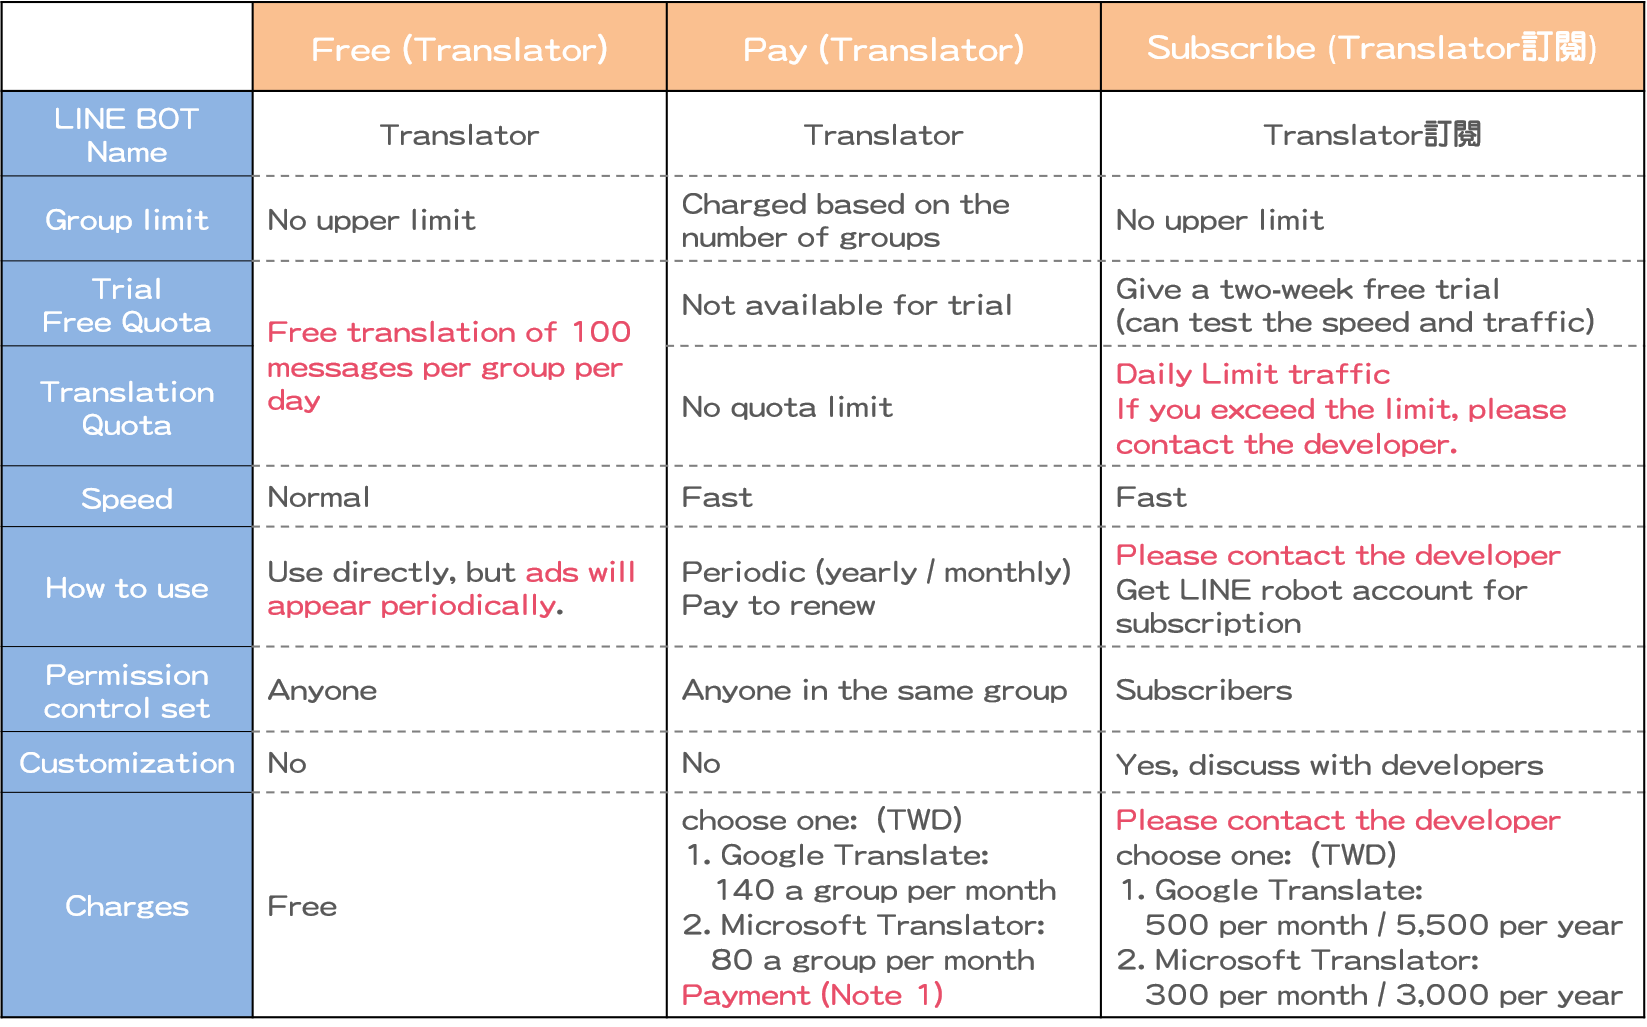 Free (Translator)
Pay (Translator)
Subscribe (Translator訂閱)
LINE BOT
Name
Translator
Translator
Translator訂閱
Group limit
No upper limit
Charged based on the
number of groups
No upper limit
Trial
Free Quota
Free translation of 100
messages per group per
day
Not available for trial
Give a two-week free trial
(can test the speed and traffic)
Translation
Quota
No quota limit
Daily Limit traffic
If you exceed the limit, please
contact the developer.
Speed
Normal
Fast
Fast
How to use
Use directly, but ads will
appear periodically.
Periodic (yearly / monthly)
Pay to renew
Please contact the developer
Get LINE robot account for
subscription
Permission
control set
Anyone
Anyone in the same group
Subscribers
Customization
No
No
Yes, discuss with developers
Charges
Free
choose one: (TWD)
1. Google Translate:
140 a group per month
2. Microsoft Translator:
80 a group per month
Payment (Note 1)
Please contact the developer
choose one: (TWD)
1. Google Translate:
500 per month / 5,500 per year
2. Microsoft Translator:
300 per month / 3,000 per year